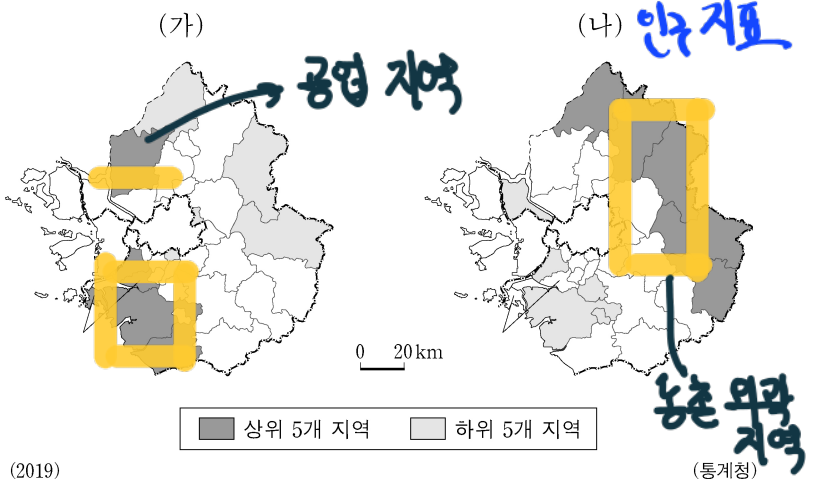 (가)
(나) 인구 지표
공업 지역
0 20 km
농촌 외곽
지역
상위 5개 지역 하위 5개 지역
(2019) (통계청)